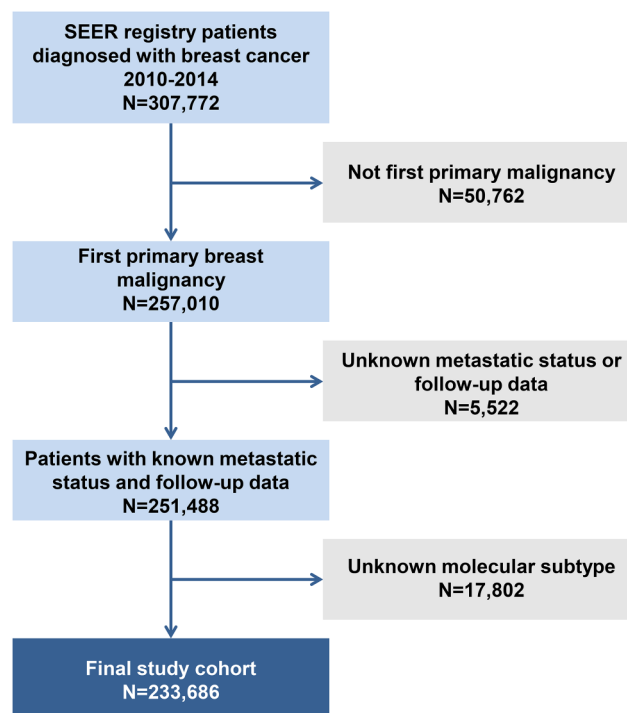 SEER registry patients
diagnosed with breast cancer
2010-2014
N=307,772
Not first primary malignancy
N=50,762
First primary breast
malignancy
N=257,010
Unknown metastatic status or
follow-up data
N=5,522
Patients with known metastatic
status and follow-up data
N=251,488
Unknown molecular subtype
N=17,802
Final study cohort
N=233,686